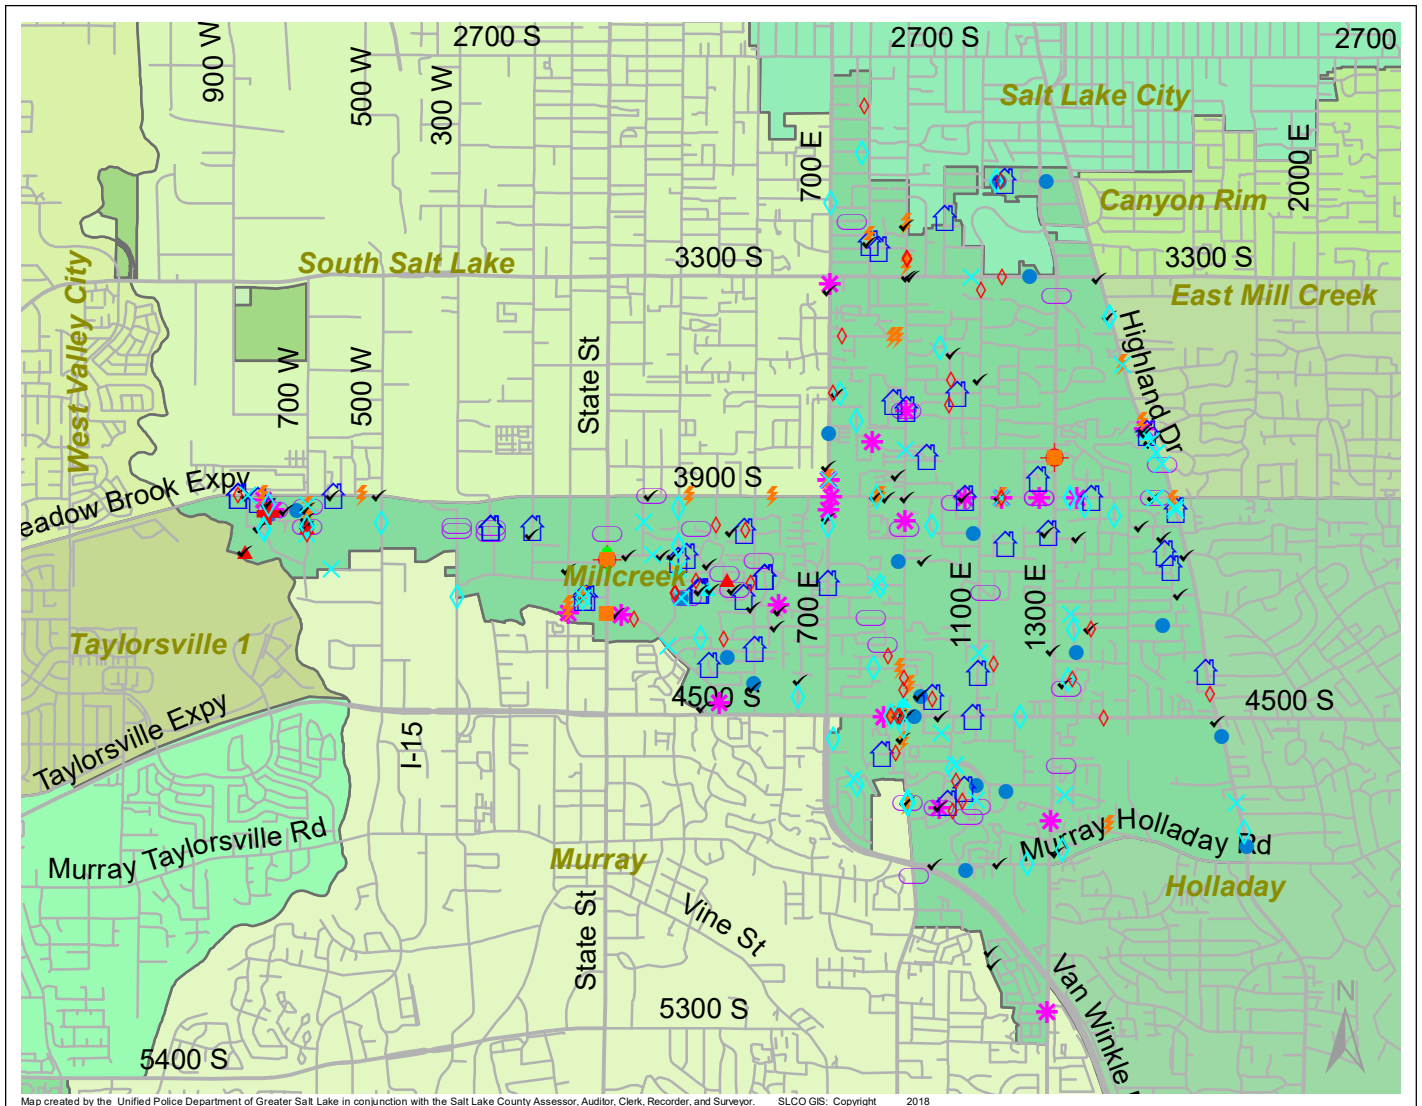 2700 S
2700 S
2700
900 W
500 W
300 W
Salt Lake City
700 E
2000 E
Canyon Rim
South Salt Lake
3300 S
3300 S
West Valley City
East Mill Creek
Highland Dr
State St
700 W
500 W
3900 S
eadow Brook Expy
Millcreek
700 E
1100 E
1300 E
Taylorsville 1
4500 S
4500 S
Taylorsville Expy
I-15
Murray Taylorsville Rd
Murray Holladay Rd
Murray
Holladay
State St
Vine St
Van Winkle
N
5300 S
5400 S
Map created by the Unified Police Department of Greater Salt Lake in conjunction with the Salt Lake County Assessor, Auditor, Clerk, Recorder, and Surveyor. SLCO GIS: Copyright 2018